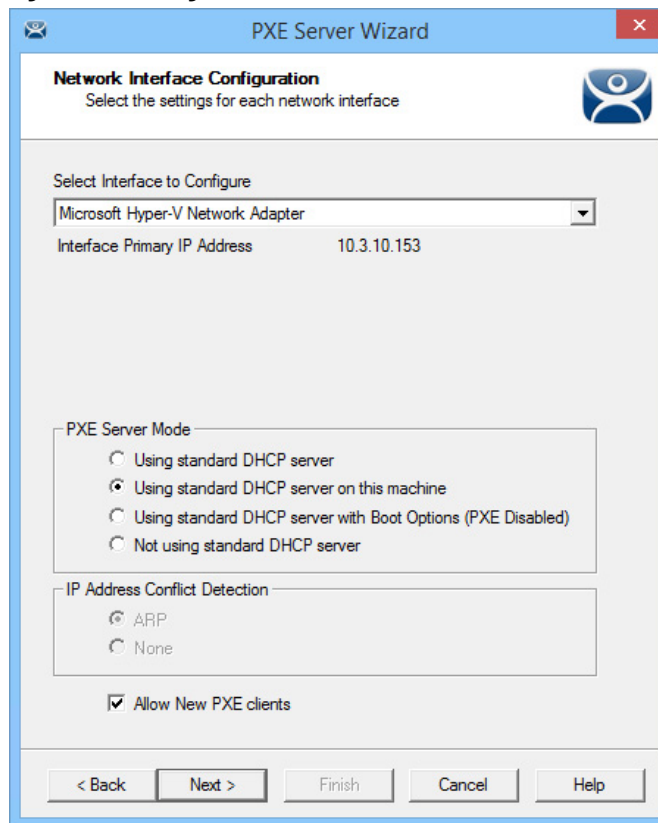 PXE Server Wizard
Network Interface Configuration
Select the settings for each network interface
Select Interface to Configure
Microsoft Hyper-V Network Adapter
Interface Primary IP Address 10.3.10.153
PXE Server Mode
Using standard DHCP server
Using standard DHCP server on this machine
Using standard DHCP server with Boot Options (PXE Disabled)
Not using standard DHCP server
IP Address Conflict Detection
ARP
None
Allow New PXE clients
< Back Next > Finish Cancel Help